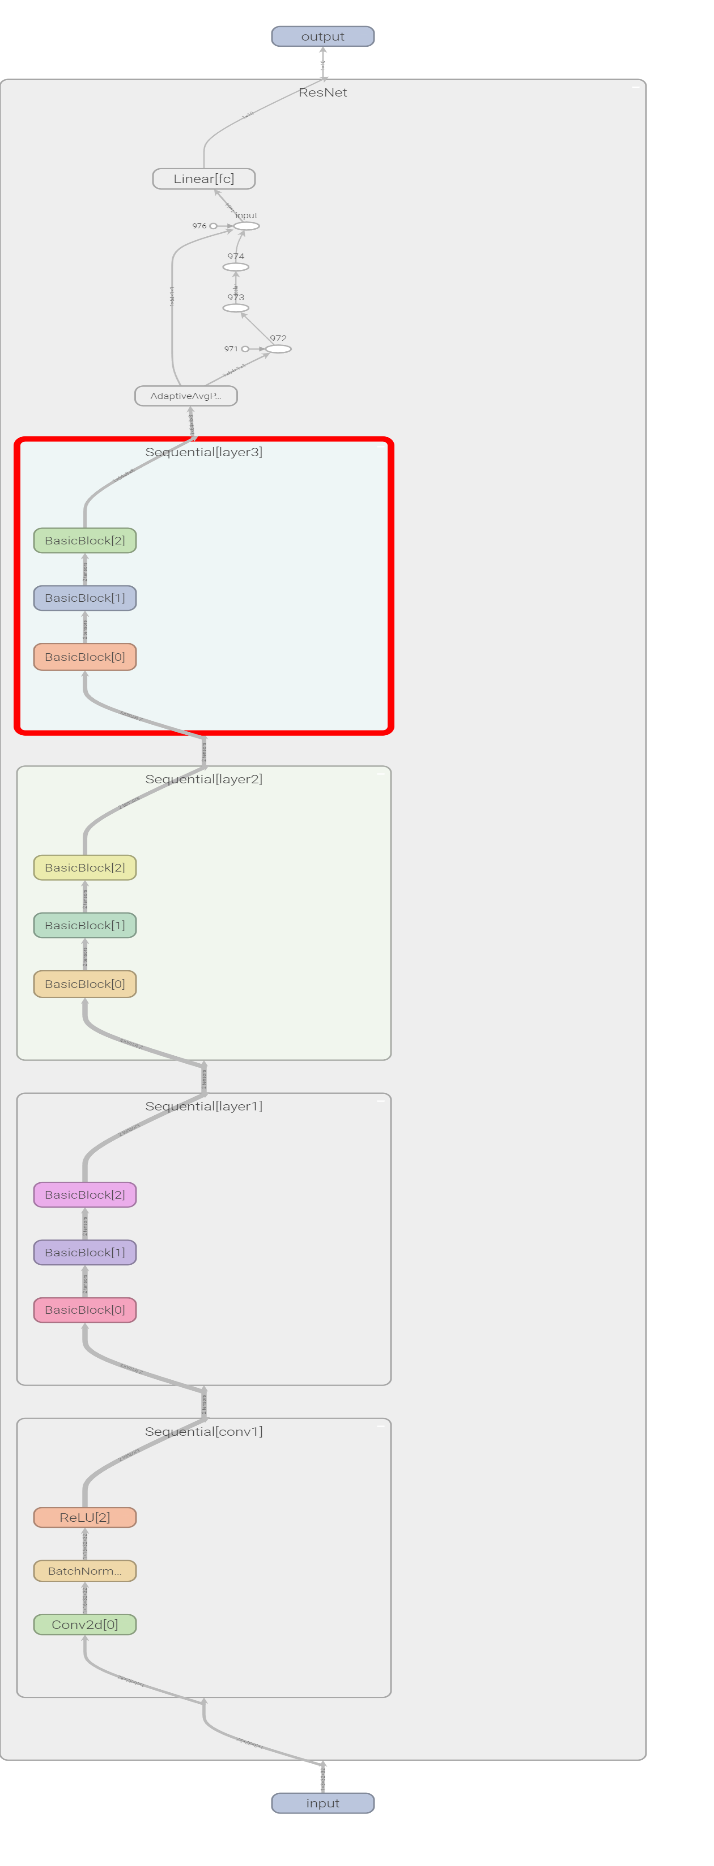 output
ResNet
Linear[fc]
input
976
974
973
972
971
AdaptiveAvgP...
Sequential[layer3]
BasicBlock[2]
BasicBlock[1]
BasicBlock[0]
Sequential[layer2]
BasicBlock[2]
BasicBlock[1]
BasicBlock[0]
Sequential[layer1]
BasicBlock[2]
BasicBlock[1]
BasicBlock[0]
Sequential[conv1]
ReLU[2]
BatchNorm...
Conv2d[0]
input